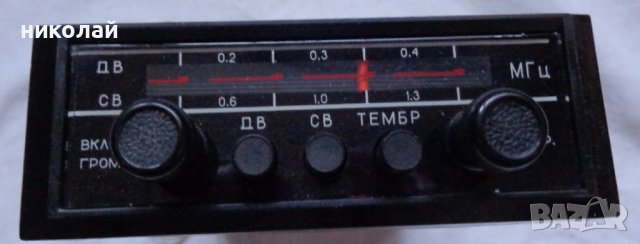 николай
0.2 0.3 0.4
ДВ
МГц
СВ
0.6 1.0 1.3
ДВ СВ ТЕМБР
ВКЛ
ГРОМ
BAZAR